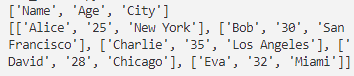 ['Name', 'Age', 'City']
[['Alice', '25', 'New York'], ['Bob', '30', 'San
Francisco'], ['Charlie', '35', 'Los Angeles'], ['
David', '28', 'Chicago'], ['Eva', '32', 'Miami']]